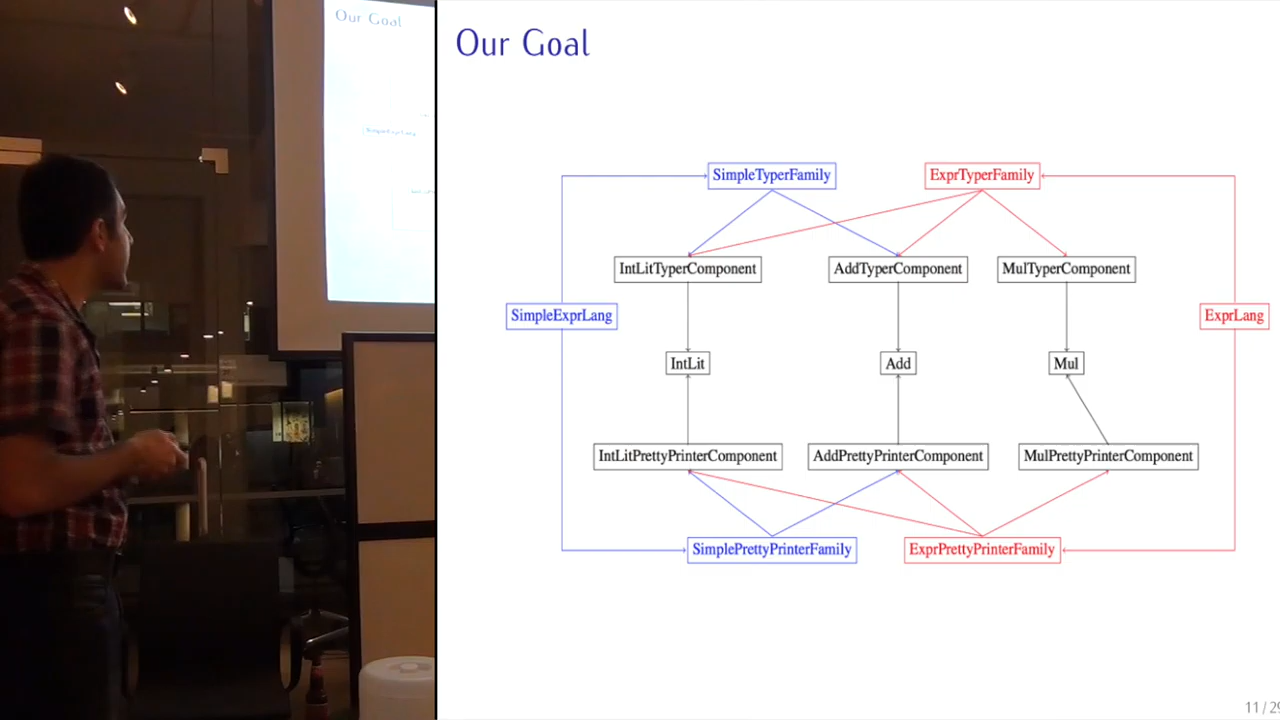 Our Goal
Our Goal
SimpleExprLang
SimpleTyperFamily
ExprTyperFamily
IntLitTyperComponent
AddTyperComponent
MulTyperComponent
SimpleExprLang
ExprLang
IntLit
Add
Mul
IntLitPrettyPrinterComponent
AddPrettyPrinterComponent
MulPrettyPrinterComponent
SimplePrettyPrinterFamily
ExprPrettyPrinterFamily